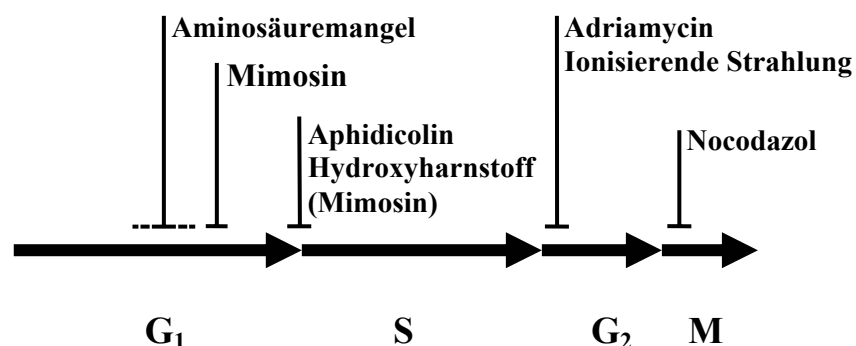 Aminosäuremangel
Mimosin
Aphidicolin
Hydroxyharnstoff
(Mimosin)
Adriamycin
Ionisierende Strahlung
Nocodazol
G₁ S G₂ M